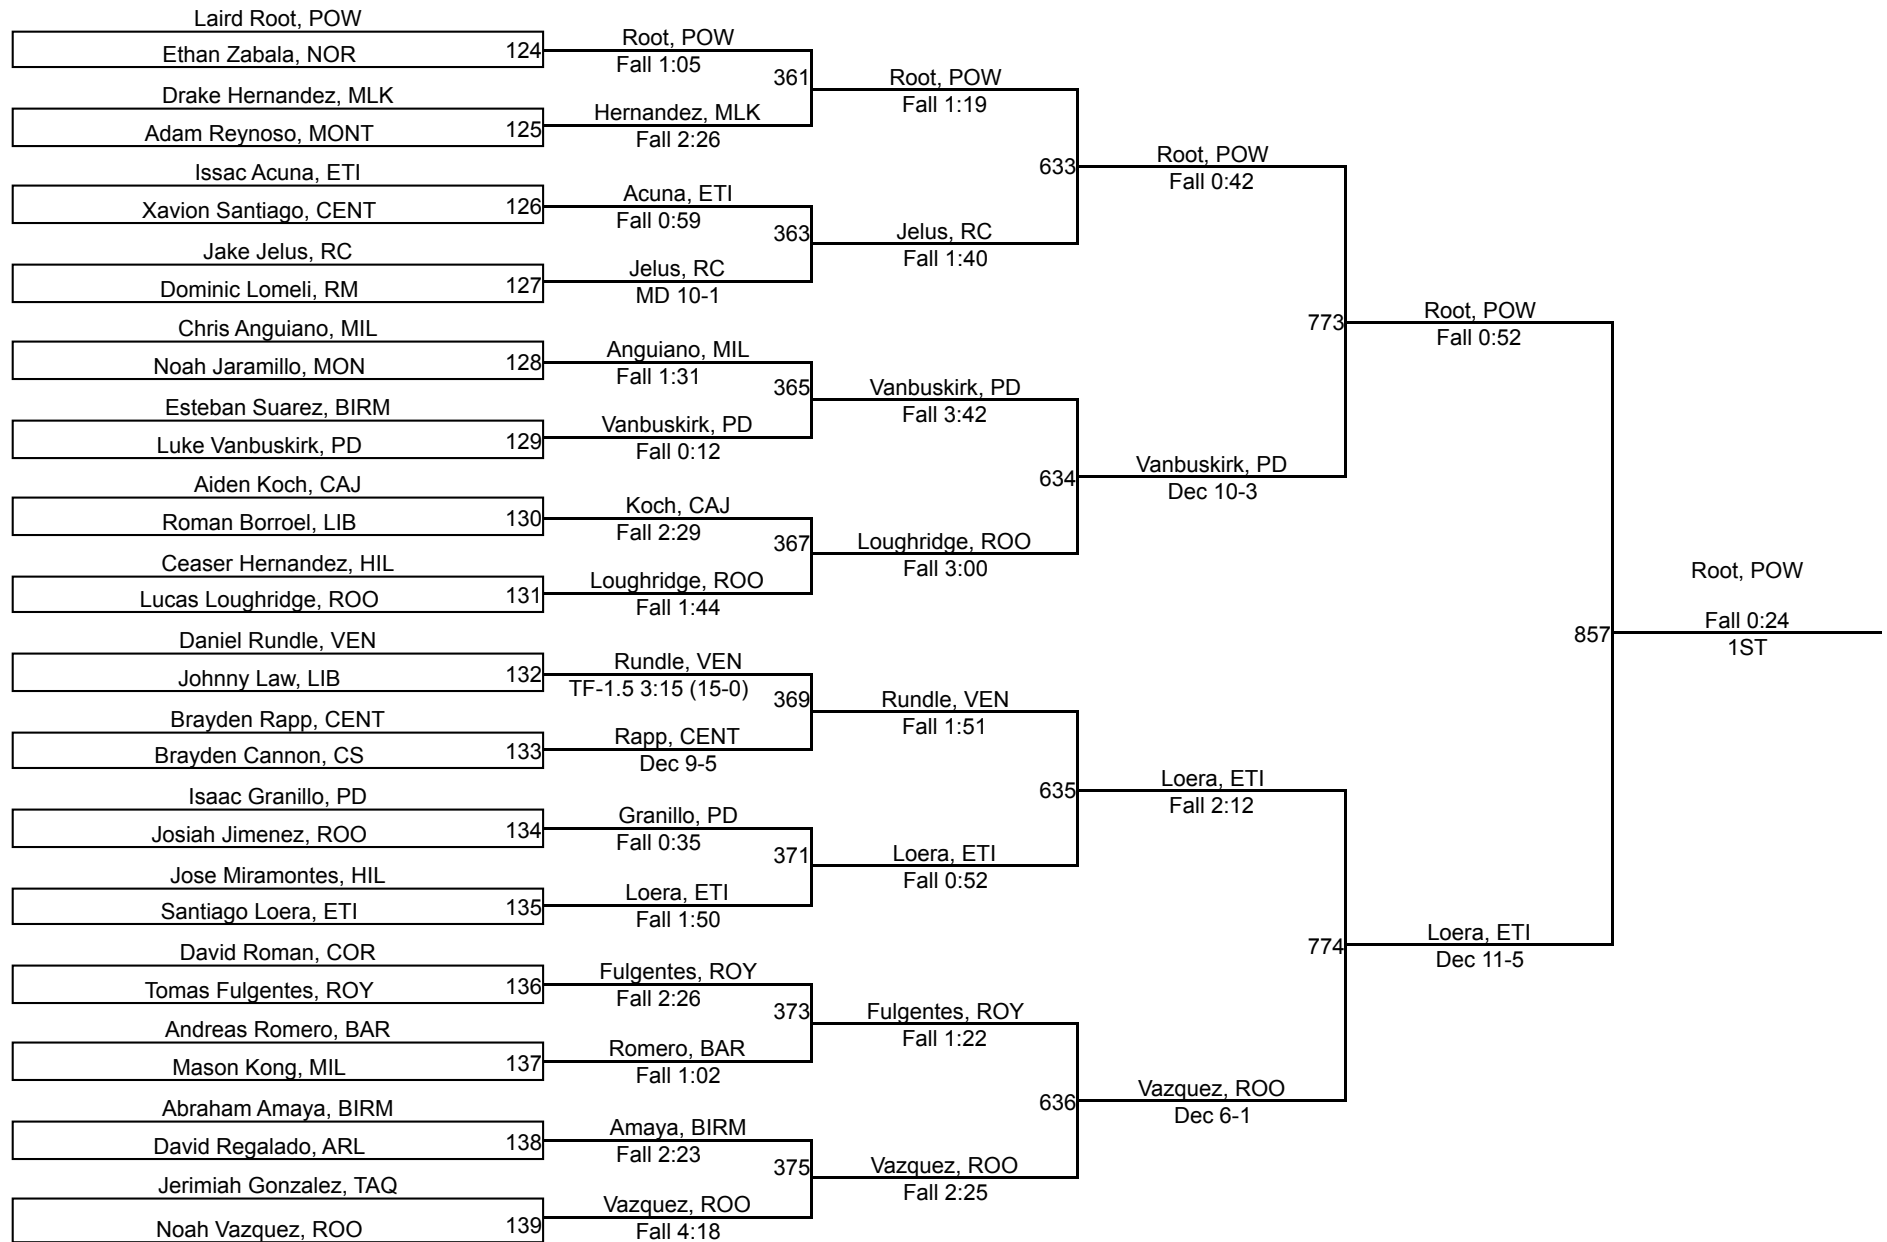 Laird Root, POW
Ethan Zabala, NOR
124
Drake Hernandez, MLK
Adam Reynoso, MONT
125
Issac Acuna, ETI
Xavion Santiago, CENT
126
Jake Jelus, RC
Dominic Lomeli, RM
127
Chris Anguiano, MIL
Noah Jaramillo, MON
128
Esteban Suarez, BIRM
Luke Vanbuskirk, PD
129
Aiden Koch, CAJ
Roman Borroel, LIB
130
Ceaser Hernandez, HIL
Lucas Loughridge, ROO
131
Daniel Rundle, VEN
Johnny Law, LIB
132
Brayden Rapp, CENT
Brayden Cannon, CS
133
Isaac Granillo, PD
Josiah Jimenez, ROO
134
Jose Miramontes, HIL
Santiago Loera, ETI
135
David Roman, COR
Tomas Fulgentes, ROY
136
Andreas Romero, BAR
Mason Kong, MIL
137
Abraham Amaya, BIRM
David Regalado, ARL
138
Jerimiah Gonzalez, TAQ
Noah Vazquez, ROO
139
Root, POW
Fall 1:05
361
Hernandez, MLK
Fall 2:26
Acuna, ETI
Fall 0:59
363
Jelus, RC
MD 10-1
Anguiano, MIL
Fall 1:31
365
Vanbuskirk, PD
Fall 0:12
Koch, CAJ
Fall 2:29
367
Loughridge, ROO
Fall 1:44
Rundle, VEN
TF-1.5 3:15 (15-0)
369
Rapp, CENT
Dec 9-5
Granillo, PD
Fall 0:35
371
Loera, ETI
Fall 1:50
Fulgentes, ROY
Fall 2:26
373
Romero, BAR
Fall 1:02
Amaya, BIRM
Fall 2:23
375
Vazquez, ROO
Fall 4:18
Root, POW
Fall 1:19
633
Jelus, RC
Fall 1:40
Vanbuskirk, PD
Fall 3:42
634
Loughridge, ROO
Fall 3:00
Rundle, VEN
Fall 1:51
635
Loera, ETI
Fall 0:52
Fulgentes, ROY
Fall 1:22
636
Vazquez, ROO
Fall 2:25
Root, POW
Fall 0:42
773
Vanbuskirk, PD
Dec 10-3
Loera, ETI
Fall 2:12
774
Vazquez, ROO
Dec 6-1
Root, POW
Fall 0:52
857
Loera, ETI
Dec 11-5
Root, POW
Fall 0:24
1ST